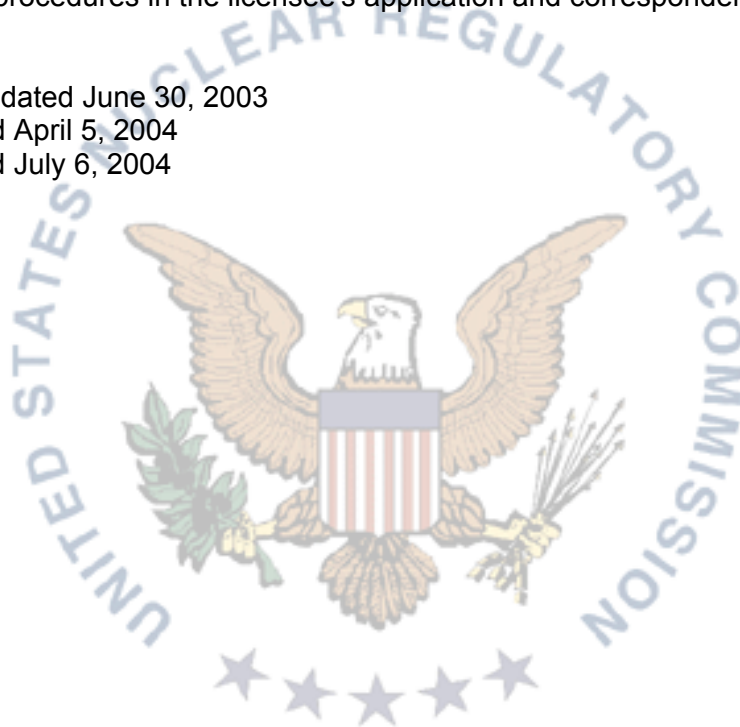 procedures in the licensee's application and corresponden
dated June 30, 2003
April 5, 2004
July 6, 2004
UNITED STATES NUCLEAR REGULATORY COMMISSION